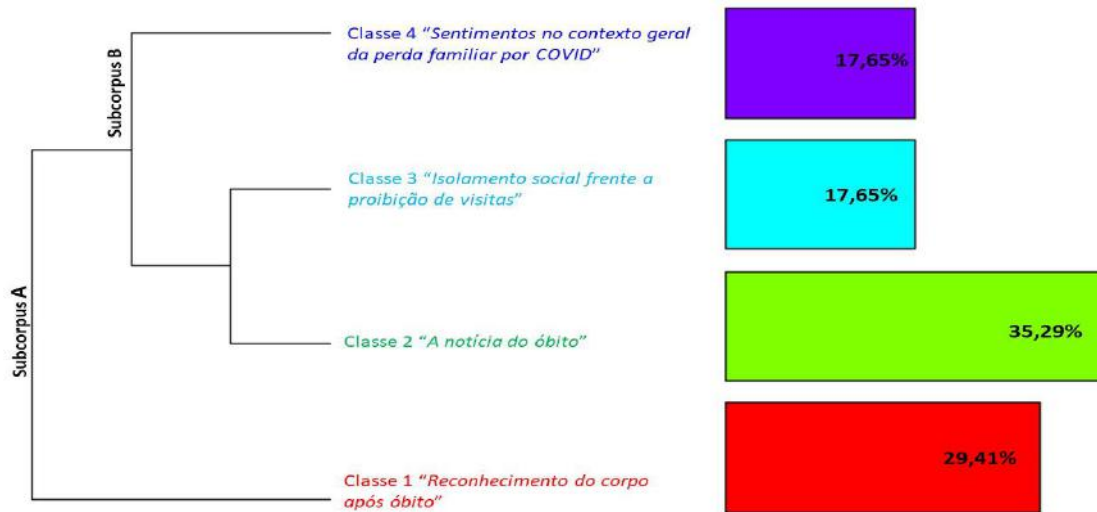 Subcorpus A
Subcorpus B
Classe 4 “Sentimentos no contexto geral
da perda familiar por COVID”
17,65%
Classe 3 “Isolamento social frente a
proibição de visitas”
17,65%
Classe 2 “A notícia do óbito”
35,29%
Classe 1 “Reconhecimento do corpo
após óbito”
29,41%